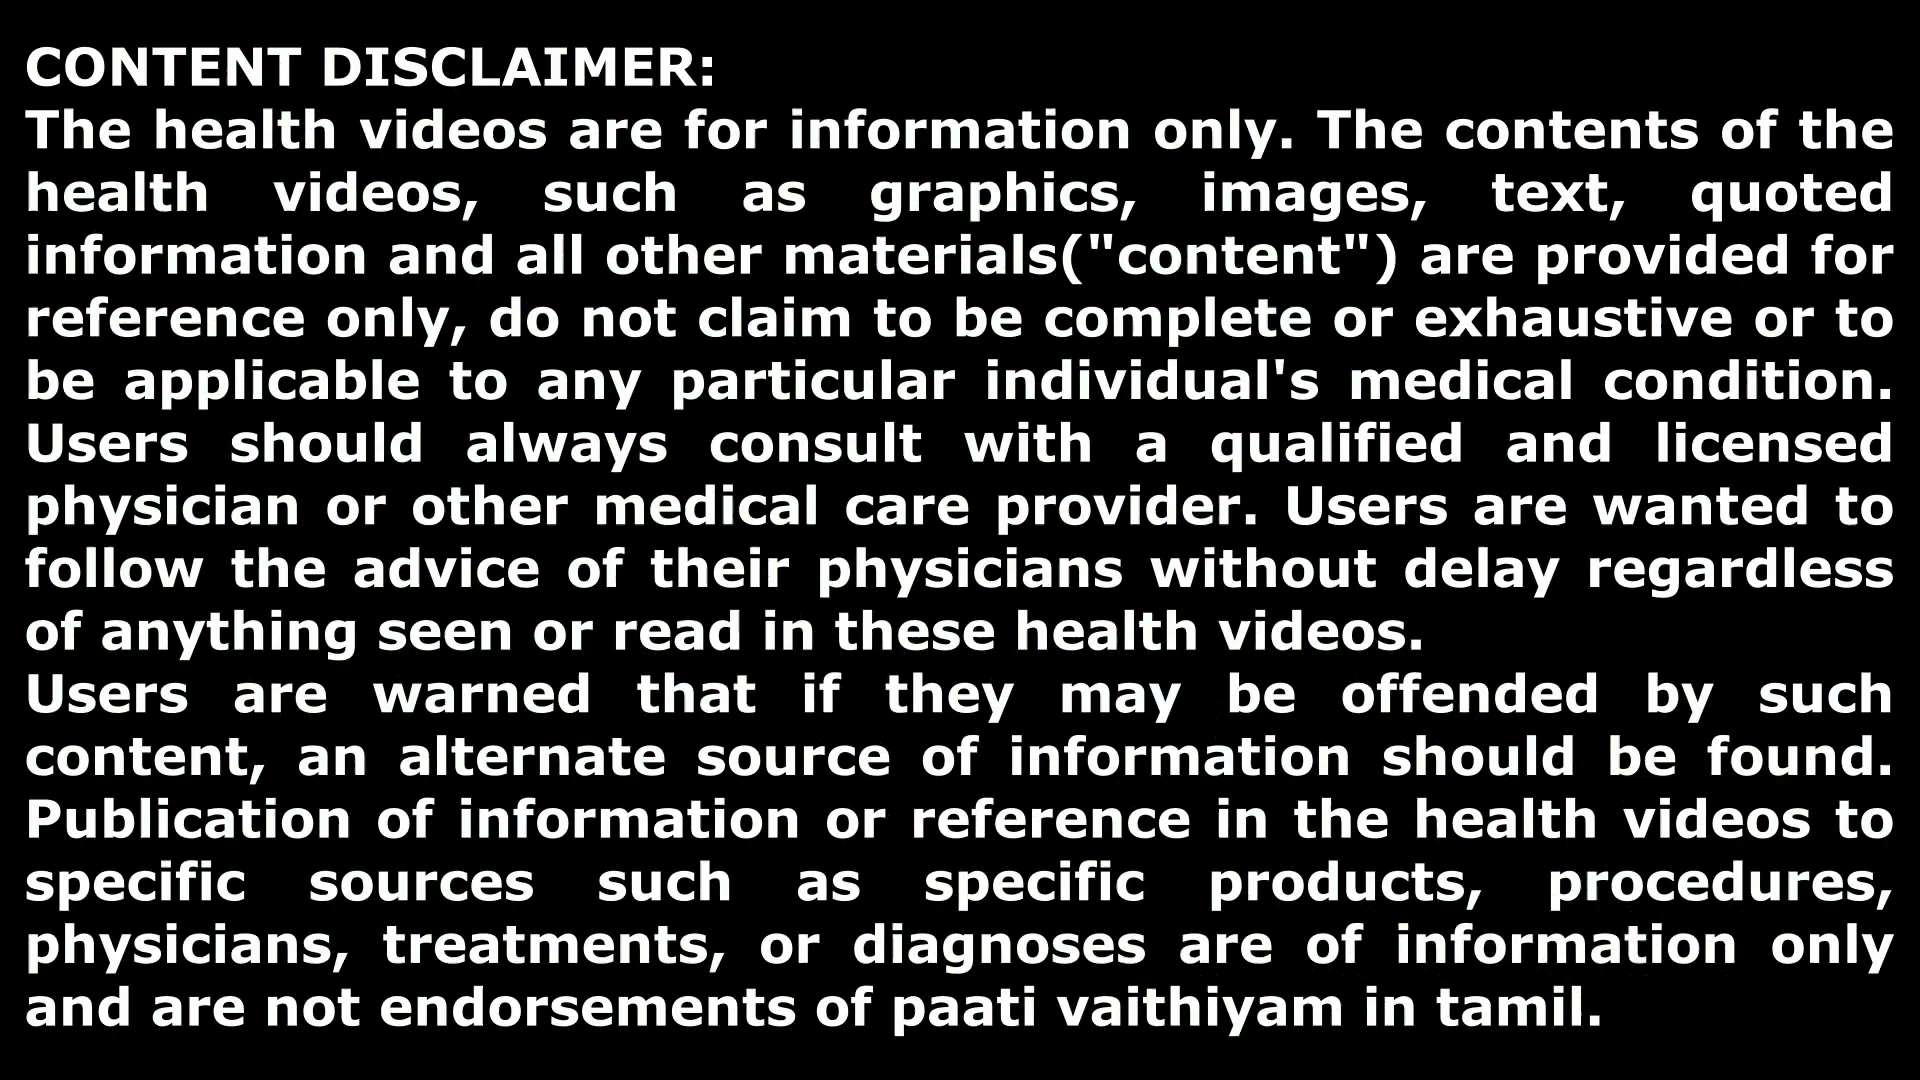 CONTENT DISCLAIMER:
The health videos are for information only. The contents of the
health videos, such as graphics, images, text, quoted
information and all other materials("content") are provided for
reference only, do not claim to be complete or exhaustive or to
be applicable to any particular individual's medical condition.
Users should always consult with a qualified and licensed
physician or other medical care provider. Users are wanted to
follow the advice of their physicians without delay regardless
of anything seen or read in these health videos.
Users are warned that if they may be offended by such
content, an alternate source of information should be found.
Publication of information or reference in the health videos to
specific sources such as specific products, procedures,
physicians, treatments, or diagnoses are of information only
and are not endorsements of paati vaithiyam in tamil.